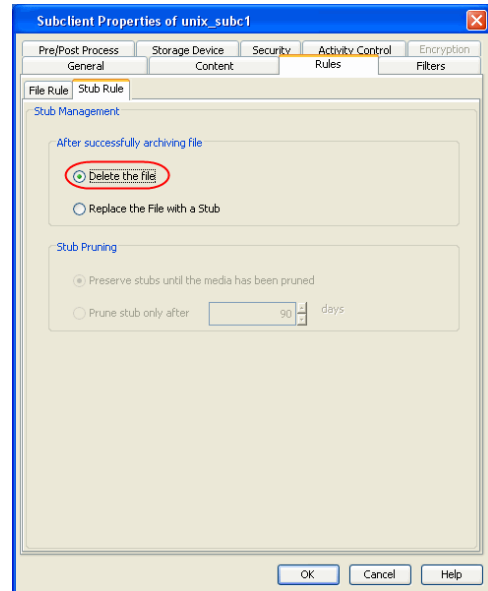 Subclient Properties of unix_subc1
Pre/Post Process Storage Device Security Activity Control Encryption
General Content Rules Filters
File Rule Stub Rule
Stub Management
After successfully archiving file
Delete the file
Replace the File with a Stub
Stub Pruning
Preserve stubs until the media has been pruned
Prune stub only after 90 days
OK Cancel Help